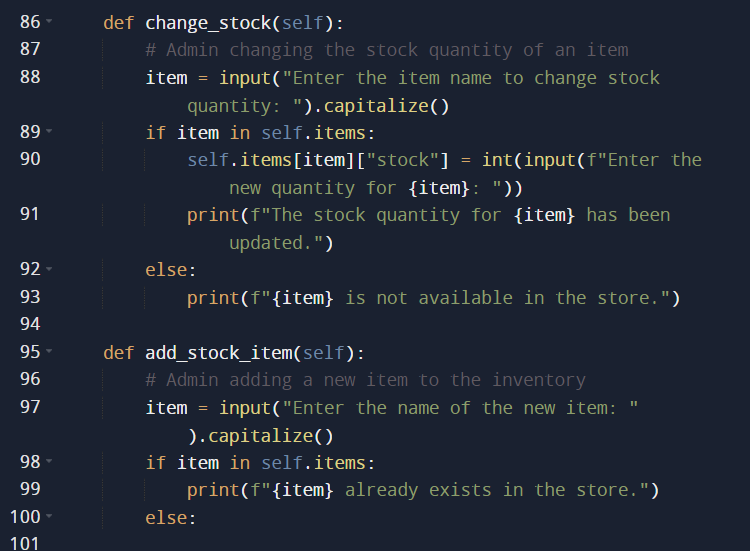 86 def change_stock(self):
87 # Admin changing the stock quantity of an item
88 item = input("Enter the item name to change stock
quantity: ").capitalize()
89 if item in self.items:
90 self.items[item]["stock"] = int(input(f"Enter the
new quantity for {item}: "))
91 print(f"The stock quantity for {item} has been
updated.")
92 else:
93 print(f"{item} is not available in the store.")
94
95 def add_stock_item(self):
96 # Admin adding a new item to the inventory
97 item = input("Enter the name of the new item: "
).capitalize()
98 if item in self.items:
99 print(f"{item} already exists in the store.")
100 else:
101